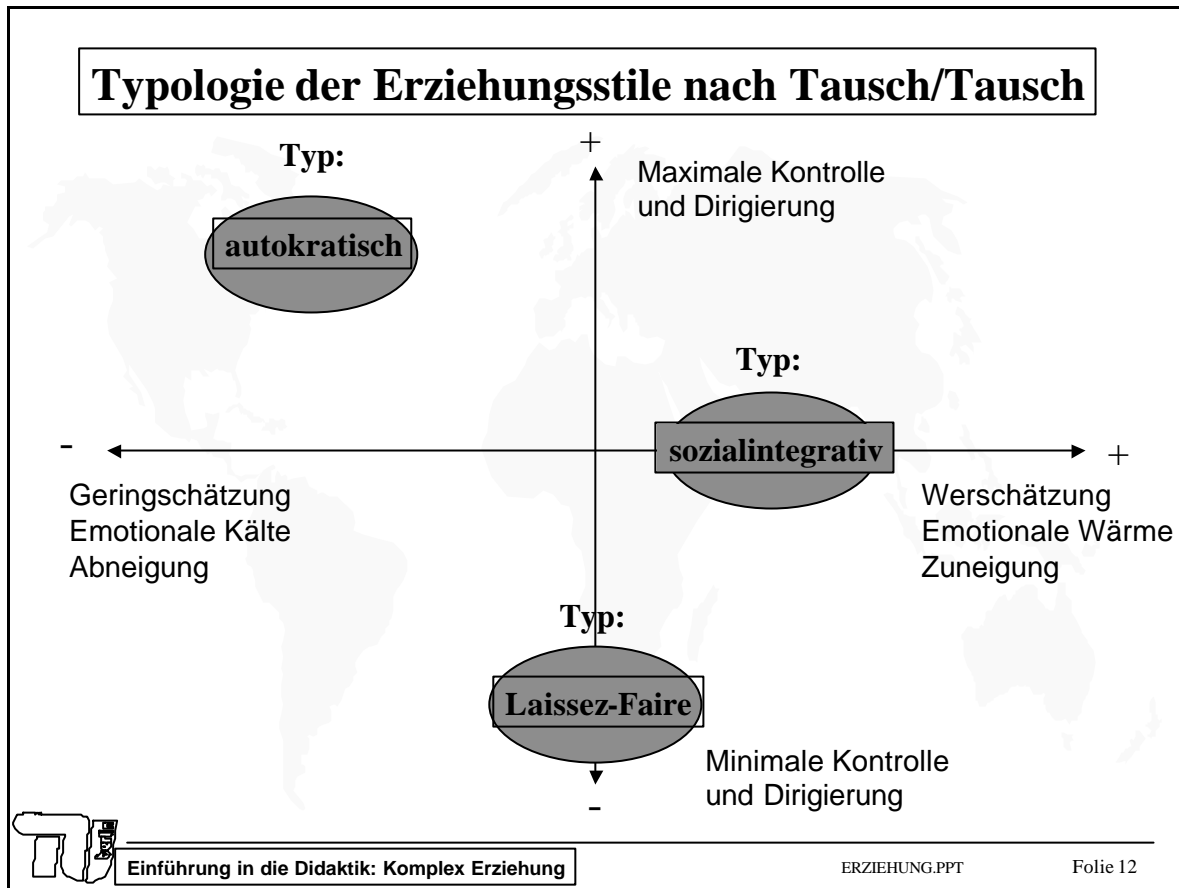 Typologie der Erziehungsstile nach Tausch/Tausch
Typ:
+
Maximale Kontrolle
und Dirigierung
autokratisch
Typ:
-
sozialintegrativ
+
Geringschätzung
Emotionale Kälte
Abneigung
Werschätzung
Emotionale Wärme
Zuneigung
Typ:
Laissez-Faire
Minimale Kontrolle
und Dirigierung
-
TU
Einführung in die Didaktik: Komplex Erziehung
ERZIEHUNG.PPT
Folie 12